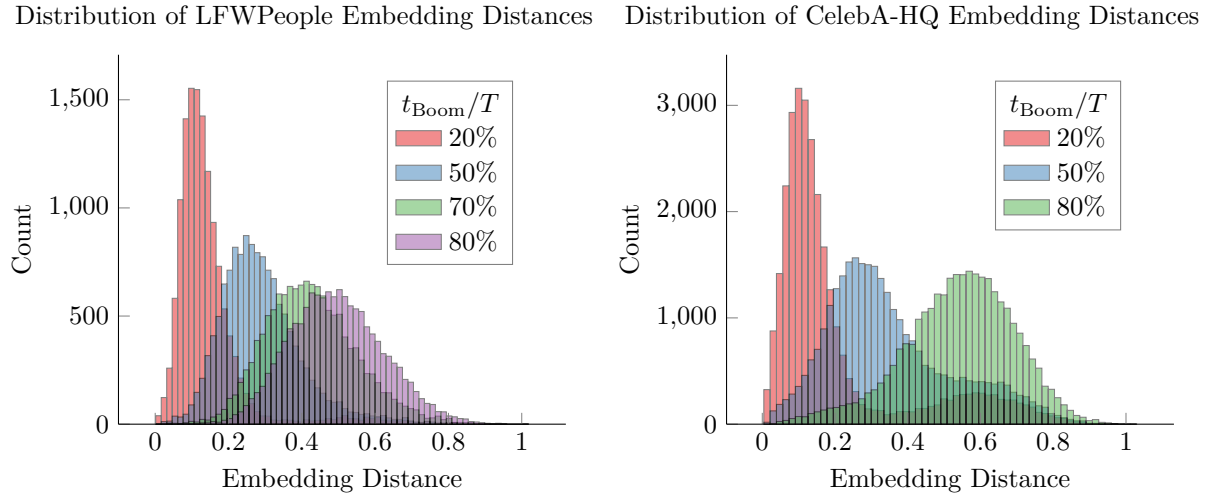 Distribution of LFWPeople Embedding Distances
1,500
1,000
500
0
Count
t_Boom/T
20%
50%
70%
80%
0 0.2 0.4 0.6 0.8 1
Embedding Distance
Distribution of CelebA-HQ Embedding Distances
3,000
2,000
1,000
0
Count
t_Boom/T
20%
50%
80%
0 0.2 0.4 0.6 0.8 1
Embedding Distance